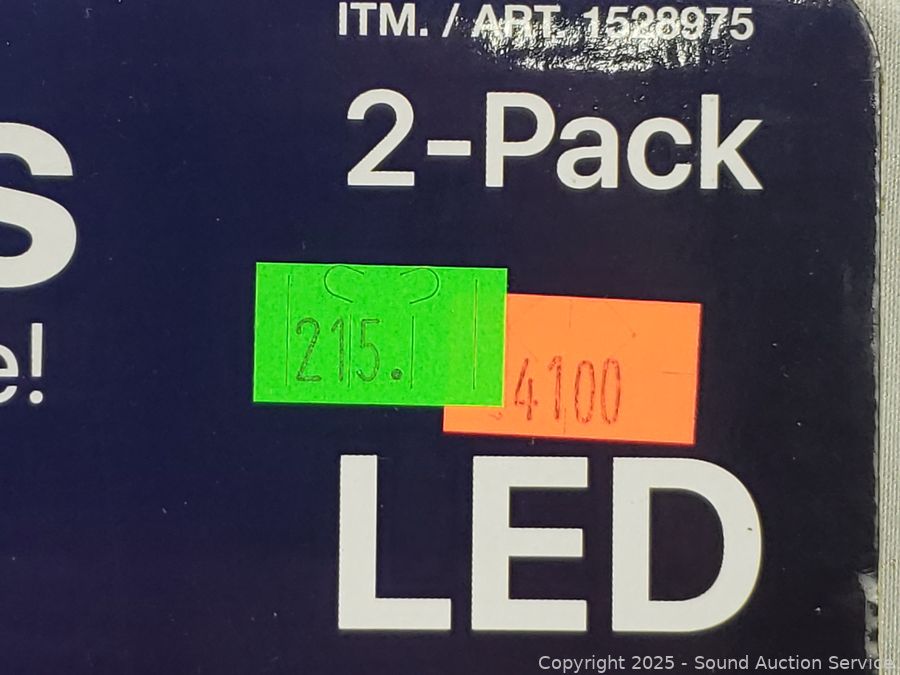 ITM. / ART. 1528975
2-Pack
s
e!
215.
4100
LED
Copyright 2025 - Sound Auction Service